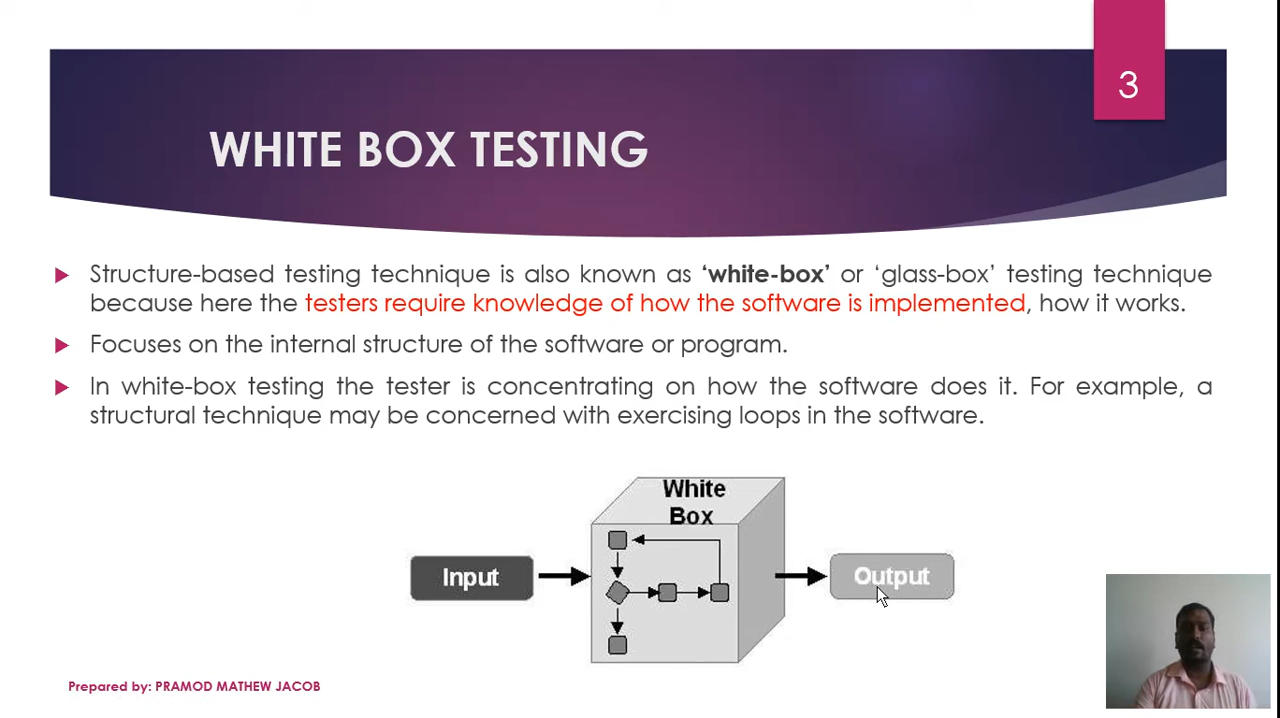 3
WHITE BOX TESTING
Structure-based testing technique is also known as ‘white-box’ or ‘glass-box’ testing technique
because here the testers require knowledge of how the software is implemented, how it works.
Focuses on the internal structure of the software or program.
In white-box testing the tester is concentrating on how the software does it. For example, a
structural technique may be concerned with exercising loops in the software.
White
Box
Input
Output
Prepared by: PRAMOD MATHEW JACOB